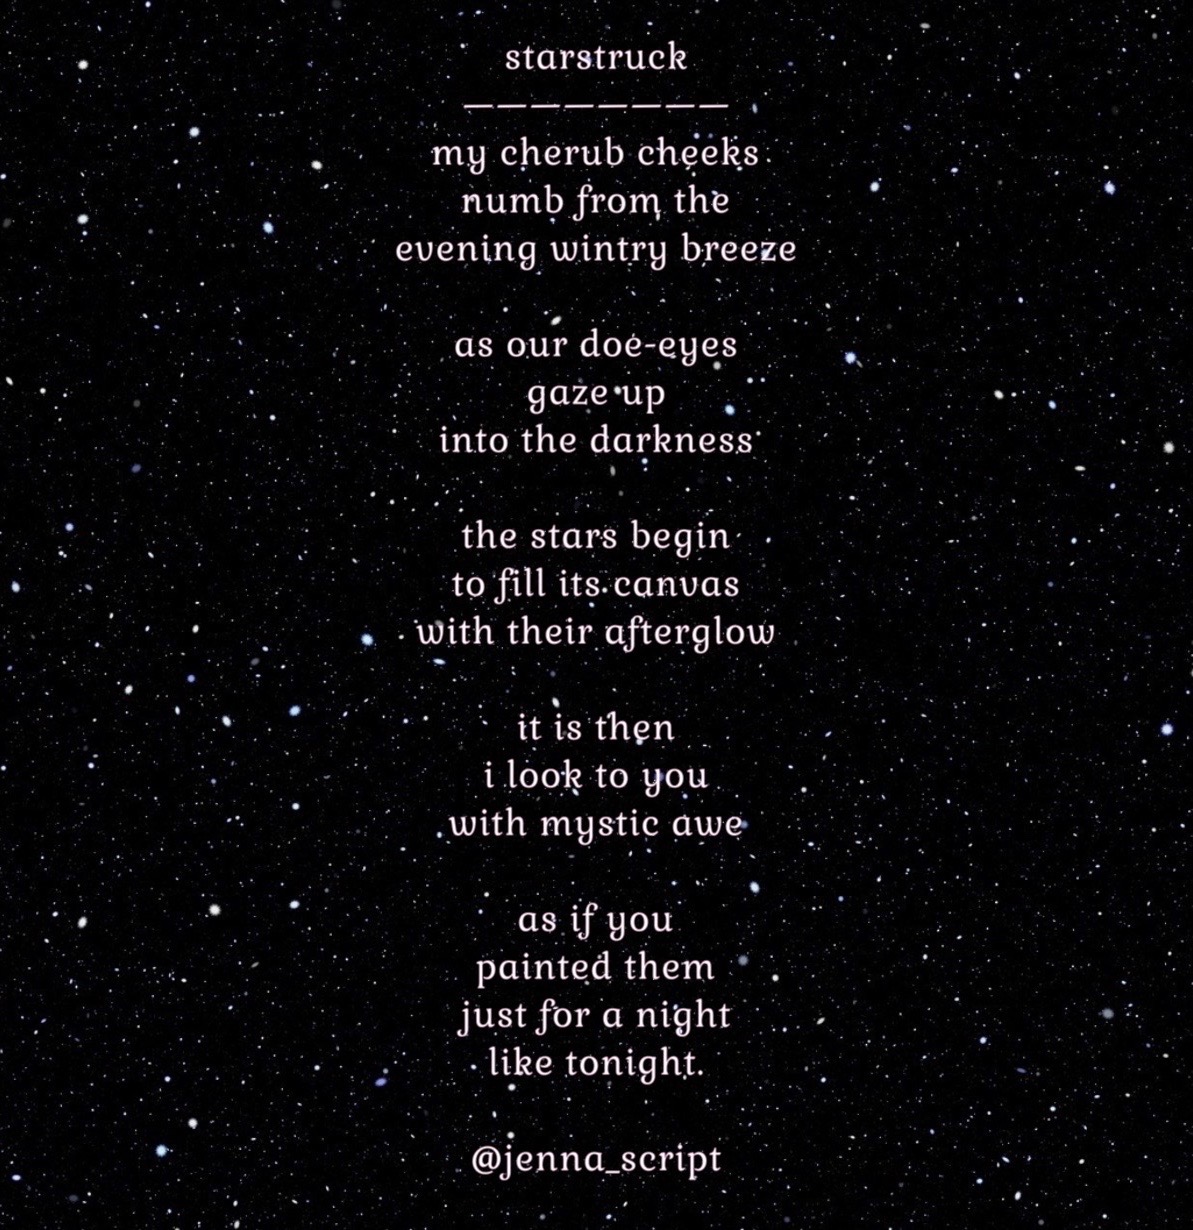 starstruck
————————
my cherub cheeks
numb from the
evening wintry breeze
as our doe-eyes
gaze up
into the darkness
the stars begin
to fill its canvas
with their afterglow
it is then
i look to you
with mystic awe
as if you
painted them
just for a night
like tonight.
@jenna_script